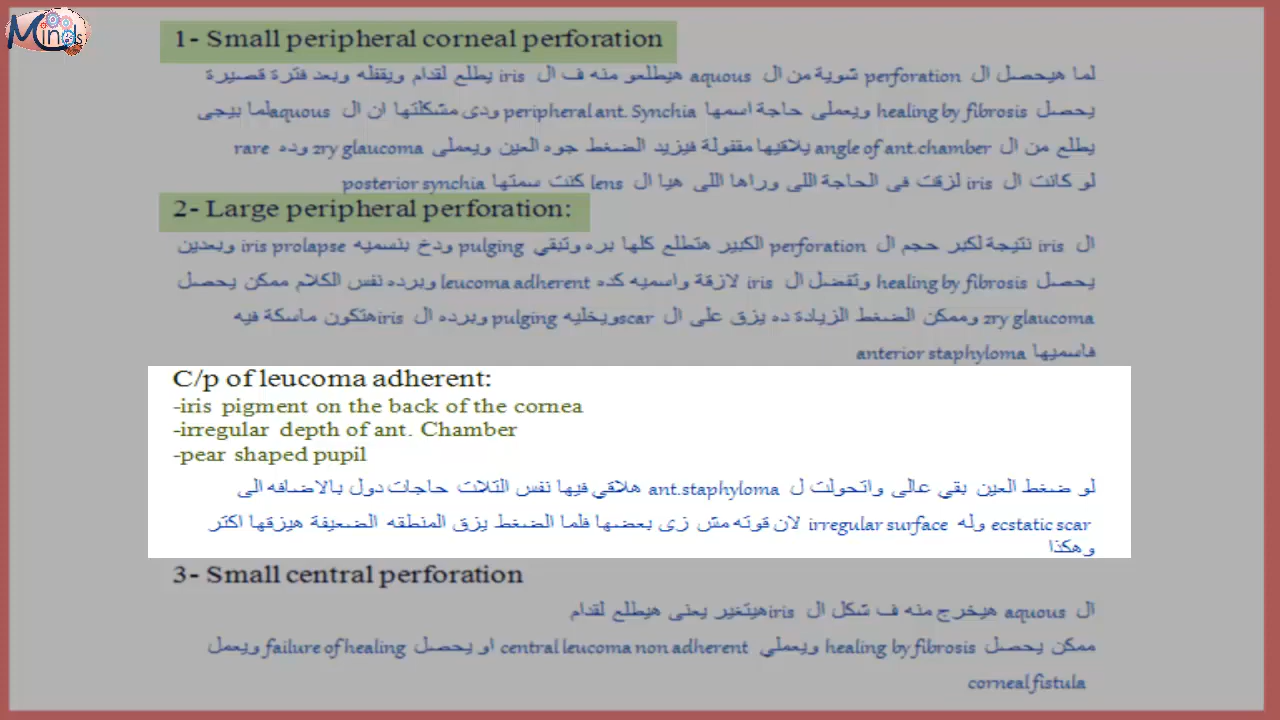 Minds
1- Small peripheral corneal perforation
لما هيحصل ال perforation شوية من ال aquous هيطلعو منه ف ال iris يطلع لقدام ويقفله وبعد فترة قصيرة
يحصل healing by fibrosis ويعملى حاجة اسمها peripheral ant. Synchia ودى مشكلتها ان ال aquousلما بيجى
يطلع من ال angle of ant.chamber يلاقيها مقفولة فيزيد الضغط جوه العين ويعملى 2ry glaucoma وده rare
لو كانت ال iris لزقت فى الحاجة اللى وراها اللى هيا ال lens كنت سمتها posterior synchia
2- Large peripheral perforation:
ال iris نتيجة لكبر حجم ال perforation الكبير هتطلع كلها بره وتبقي pulging ودخ بنسميه iris prolapse وبعدين
يحصل healing by fibrosis وتفضل ال iris لازقة واسميه كده leucoma adherent وبرده نفس الكلام ممكن يحصل
2ry glaucoma وممكن الضغط الزيادة ده يزق على ال scarويخليه pulging وبرده ال irisهتكون ماسكة فيه
فاسميها anterior staphyloma
C/p of leucoma adherent:
-iris pigment on the back of the cornea
-irregular depth of ant. Chamber
-pear shaped pupil
لو ضغط العين بقي عالى واتحولت ل ant.staphyloma هلاقي فيها نفس التلات حاجات دول بالاضافه الى
ecstatic scar وله irregular surface لان قوته مش زى بعضها فلما الضغط يزق المنطقه الضعيفة هيزقها اكتر
وهكذا
3- Small central perforation
ال aquous هيخرج منه ف شكل ال irisهيتغير يعنى هيطلع لقدام
ممكن يحصل healing by fibrosis ويعملي central leucoma non adherent او يحصل failure of healing ويعمل
corneal fistula